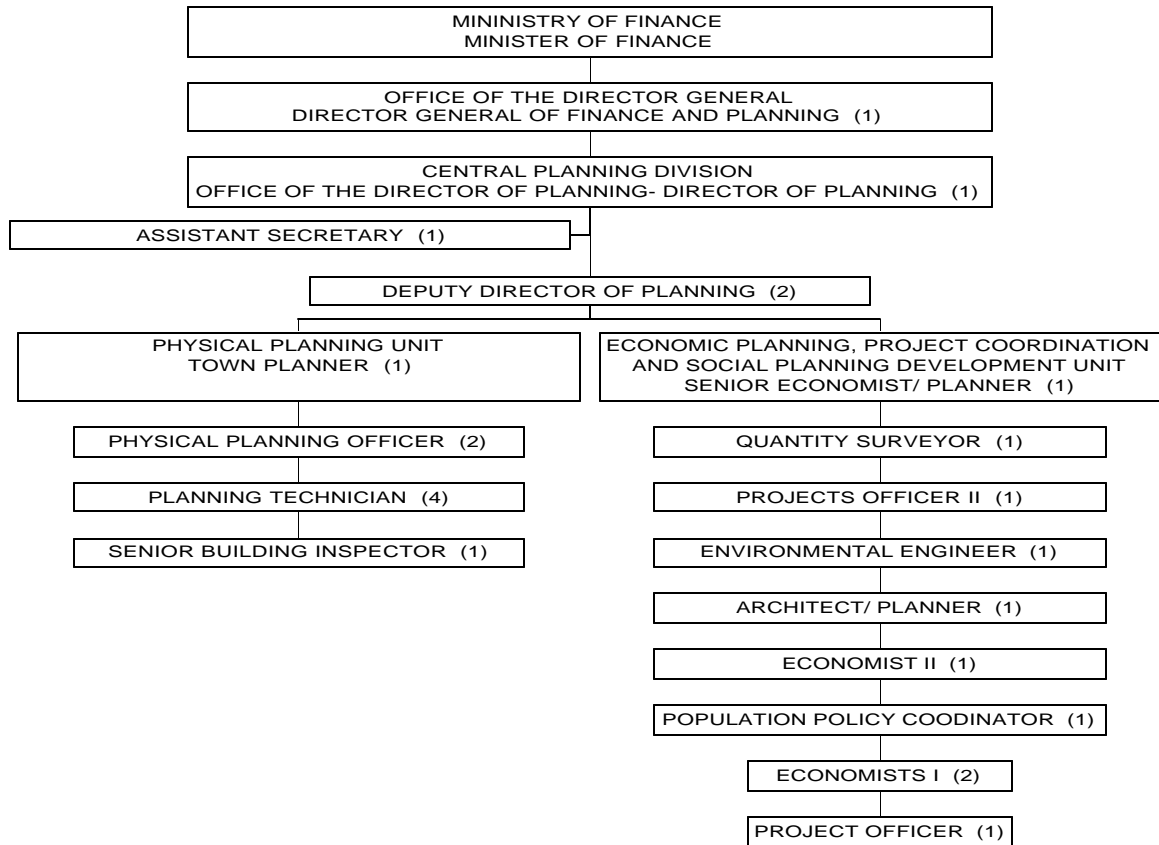 MININISTRY OF FINANCE
MINISTER OF FINANCE
OFFICE OF THE DIRECTOR GENERAL
DIRECTOR GENERAL OF FINANCE AND PLANNING (1)
CENTRAL PLANNING DIVISION
OFFICE OF THE DIRECTOR OF PLANNING- DIRECTOR OF PLANNING (1)
ASSISTANT SECRETARY (1)
DEPUTY DIRECTOR OF PLANNING (2)
PHYSICAL PLANNING UNIT
TOWN PLANNER (1)
PHYSICAL PLANNING OFFICER (2)
PLANNING TECHNICIAN (4)
SENIOR BUILDING INSPECTOR (1)
ECONOMIC PLANNING, PROJECT COORDINATION
AND SOCIAL PLANNING DEVELOPMENT UNIT
SENIOR ECONOMIST/ PLANNER (1)
QUANTITY SURVEYOR (1)
PROJECTS OFFICER II (1)
ENVIRONMENTAL ENGINEER (1)
ARCHITECT/ PLANNER (1)
ECONOMIST II (1)
POPULATION POLICY COODINATOR (1)
ECONOMISTS I (2)
PROJECT OFFICER (1)